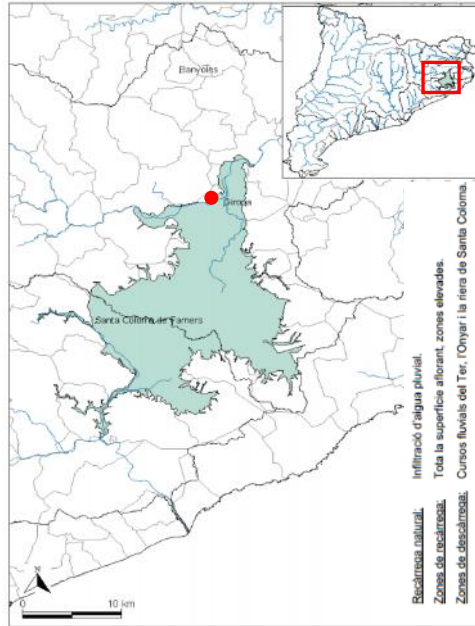 Banyoles
Girona
Santa Coloma de Farners
N
10 km
Recàrrega natural: Infiltració d'aigua pluvial.
Zones de recàrrega: Tota la superfície aflorant, zones elevades.
Zones de descàrrega: Cursos fluvials del Ter, l'Onyar i la riera de Santa Coloma.